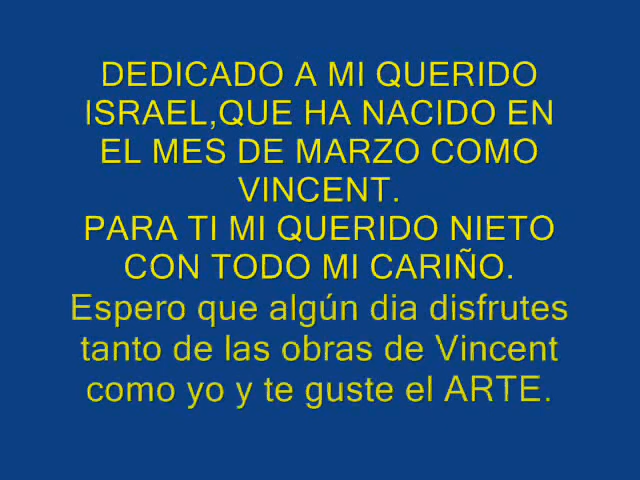 DEDICADO A MI QUERIDO
ISRAEL,QUE HA NACIDO EN
EL MES DE MARZO COMO
VINCENT.
PARA TI MI QUERIDO NIETO
CON TODO MI CARIÑO.
Espero que algún dia disfrutes
tanto de las obras de Vincent
como yo y te guste el ARTE.